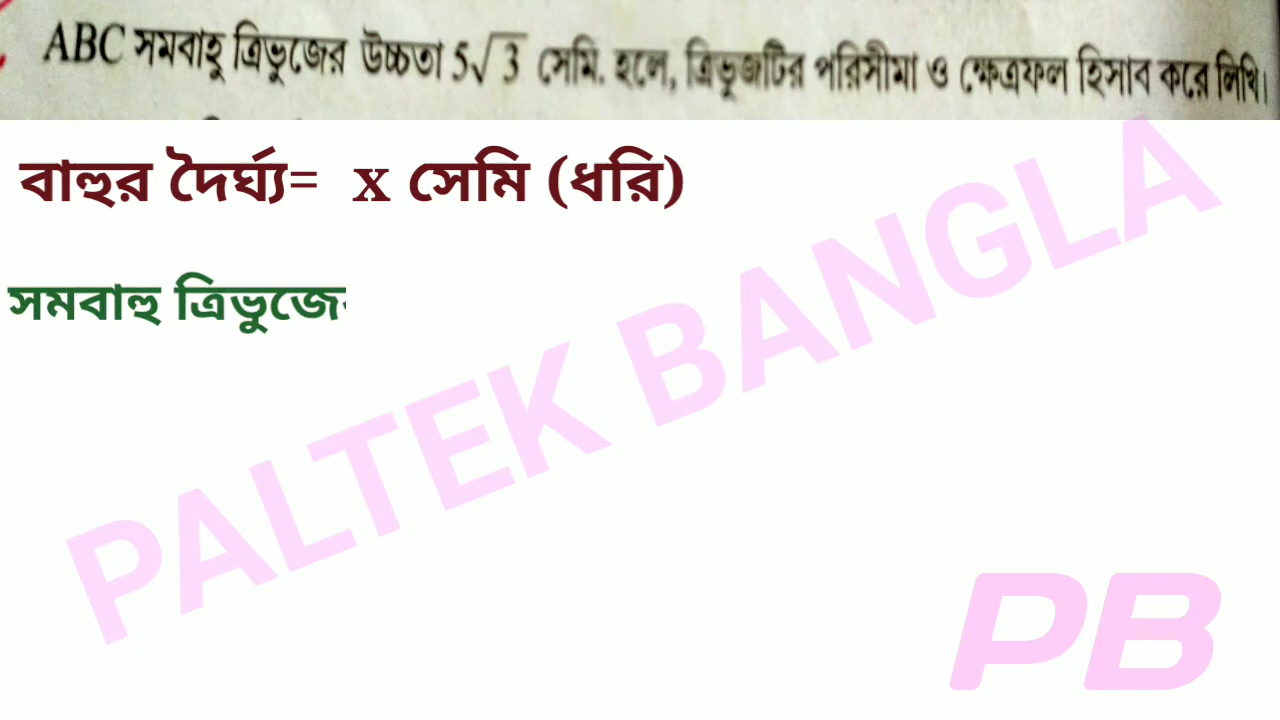 ABC সমবাহু ত্রিভুজের উচ্চতা 5√3 সেমি. হলে, ত্রিভুজটির পরিসীমা ও ক্ষেত্রফল হিসাব করে লিখি।
বাহুর দৈর্ঘ্য= x সেমি (ধরি)
সমবাহু ত্রিভুজে
PALTEK BANGLA
PB